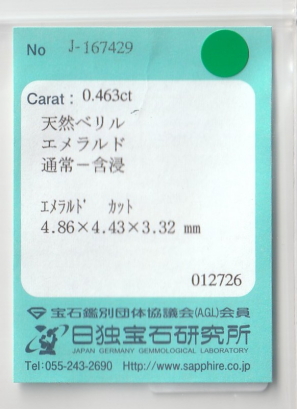 No J-167429
Carat : 0.463ct
天然ベリル
エメラルド
通常－含浸
ｴﾒﾗﾙﾄﾞ ｶｯﾄ
4.86×4.43×3.32 mm
012726
宝石鑑別団体協議会(AGL)会員
日独宝石研究所
JAPAN GERMANY GEMMOLOGICAL LABORATORY
Tel:055-243-2690 Http://www.sapphire.co.jp